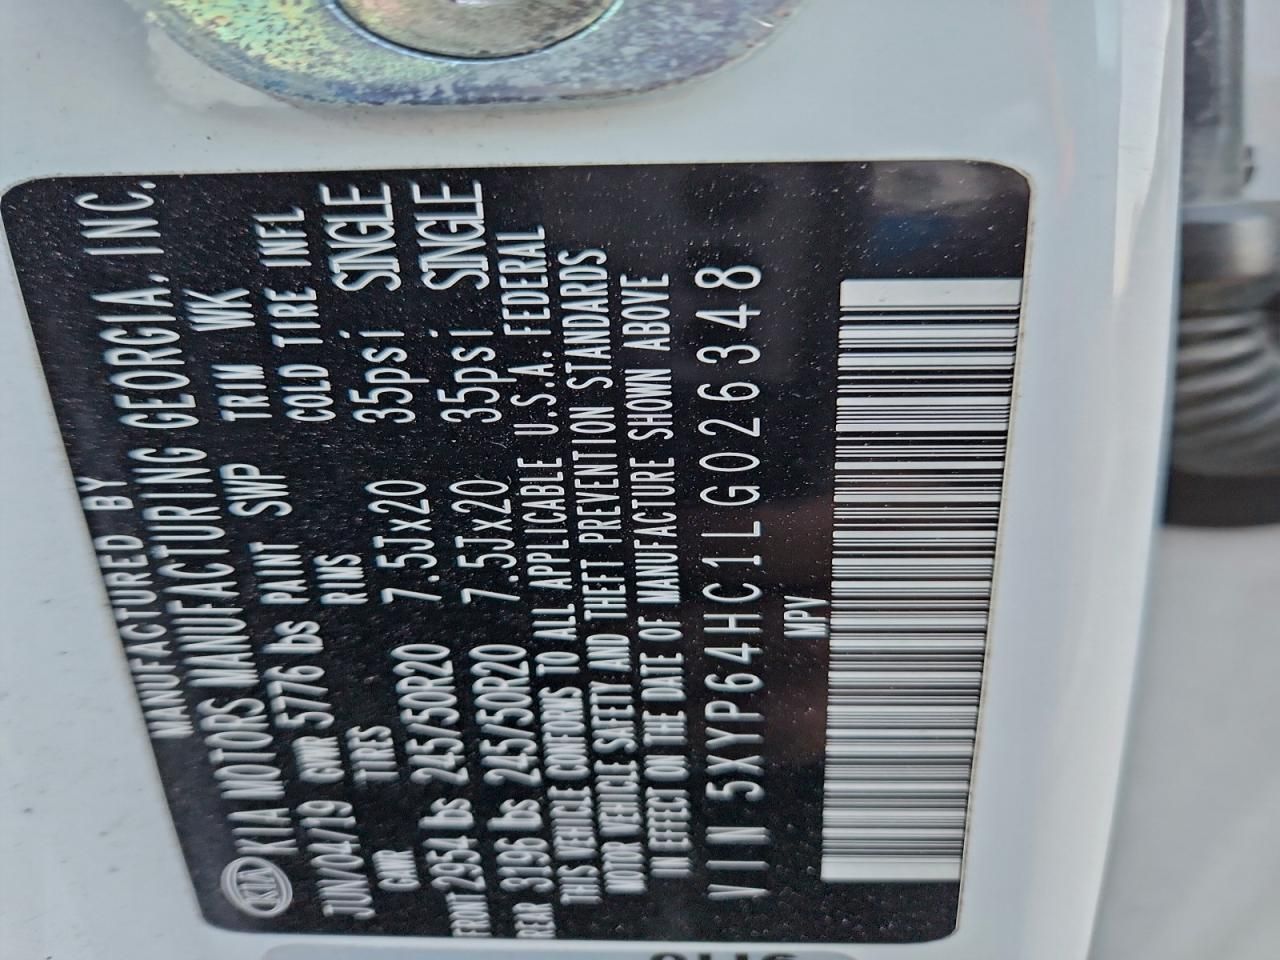 MANUFACTURED BY
KIA KIA MOTORS MANUFACTURING GEORGIA, INC.
JUN/04/19 GVWR 5776 lbs PAINT SWP TRIM WK
GAWR TIRES RIMS COLD TIRE INFL
FRONT 2954 lbs 245/50R20 7.5Jx20 35psi SINGLE
REAR 3196 lbs 245/50R20 7.5Jx20 35psi SINGLE
THIS VEHICLE CONFORMS TO ALL APPLICABLE U.S.A. FEDERAL
MOTOR VEHICLE SAFETY AND THEFT PREVENTION STANDARDS
IN EFFECT ON THE DATE OF MANUFACTURE SHOWN ABOVE
VIN 5XYP64HC1LG026348
MPV